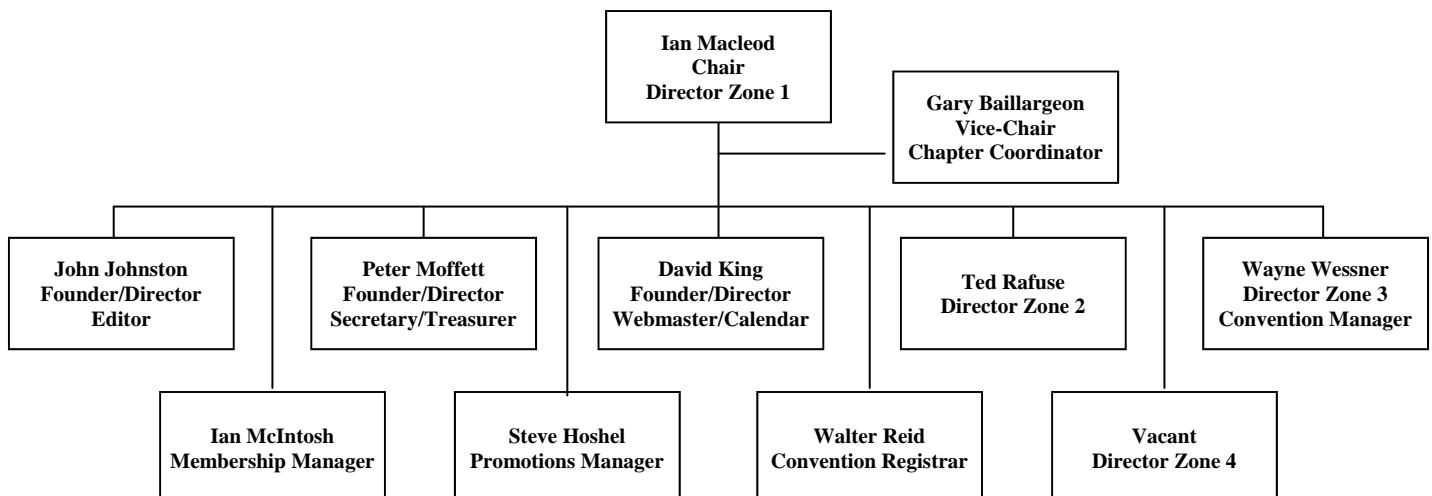 Ian Macleod
Chair
Director Zone 1
Gary Baillargeon
Vice-Chair
Chapter Coordinator
John Johnston
Founder/Director
Editor
Peter Moffett
Founder/Director
Secretary/Treasurer
David King
Founder/Director
Webmaster/Calendar
Ted Rafuse
Director Zone 2
Wayne Wessner
Director Zone 3
Convention Manager
Ian McIntosh
Membership Manager
Steve Hoshel
Promotions Manager
Walter Reid
Convention Registrar
Vacant
Director Zone 4